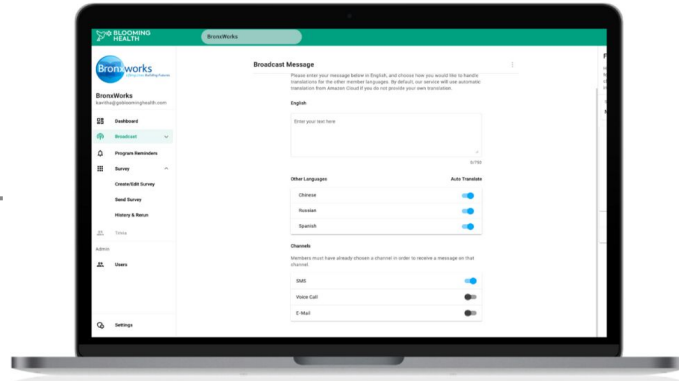 BLOOMING
HEALTH
BronxWorks
Bronxworks
BronxWorks
Dashboard
Broadcast
Program Reminders
Survey
Create/Edit Survey
Send Survey
History & Rerun
Admin
Users
Settings
Broadcast Message
Please enter your message below in English, and choose how you would like to handle
translations for the other member languages. By default, our service will use automatic
translation from Amazon Cloud if you do not provide your own translation.
English
Enter your text here
Other Languages Auto Translate
Chinese
Russian
Spanish
Channels
Members must have already chosen a channel in order to receive a message on that
channel.
SMS
Voice Call
E-Mail